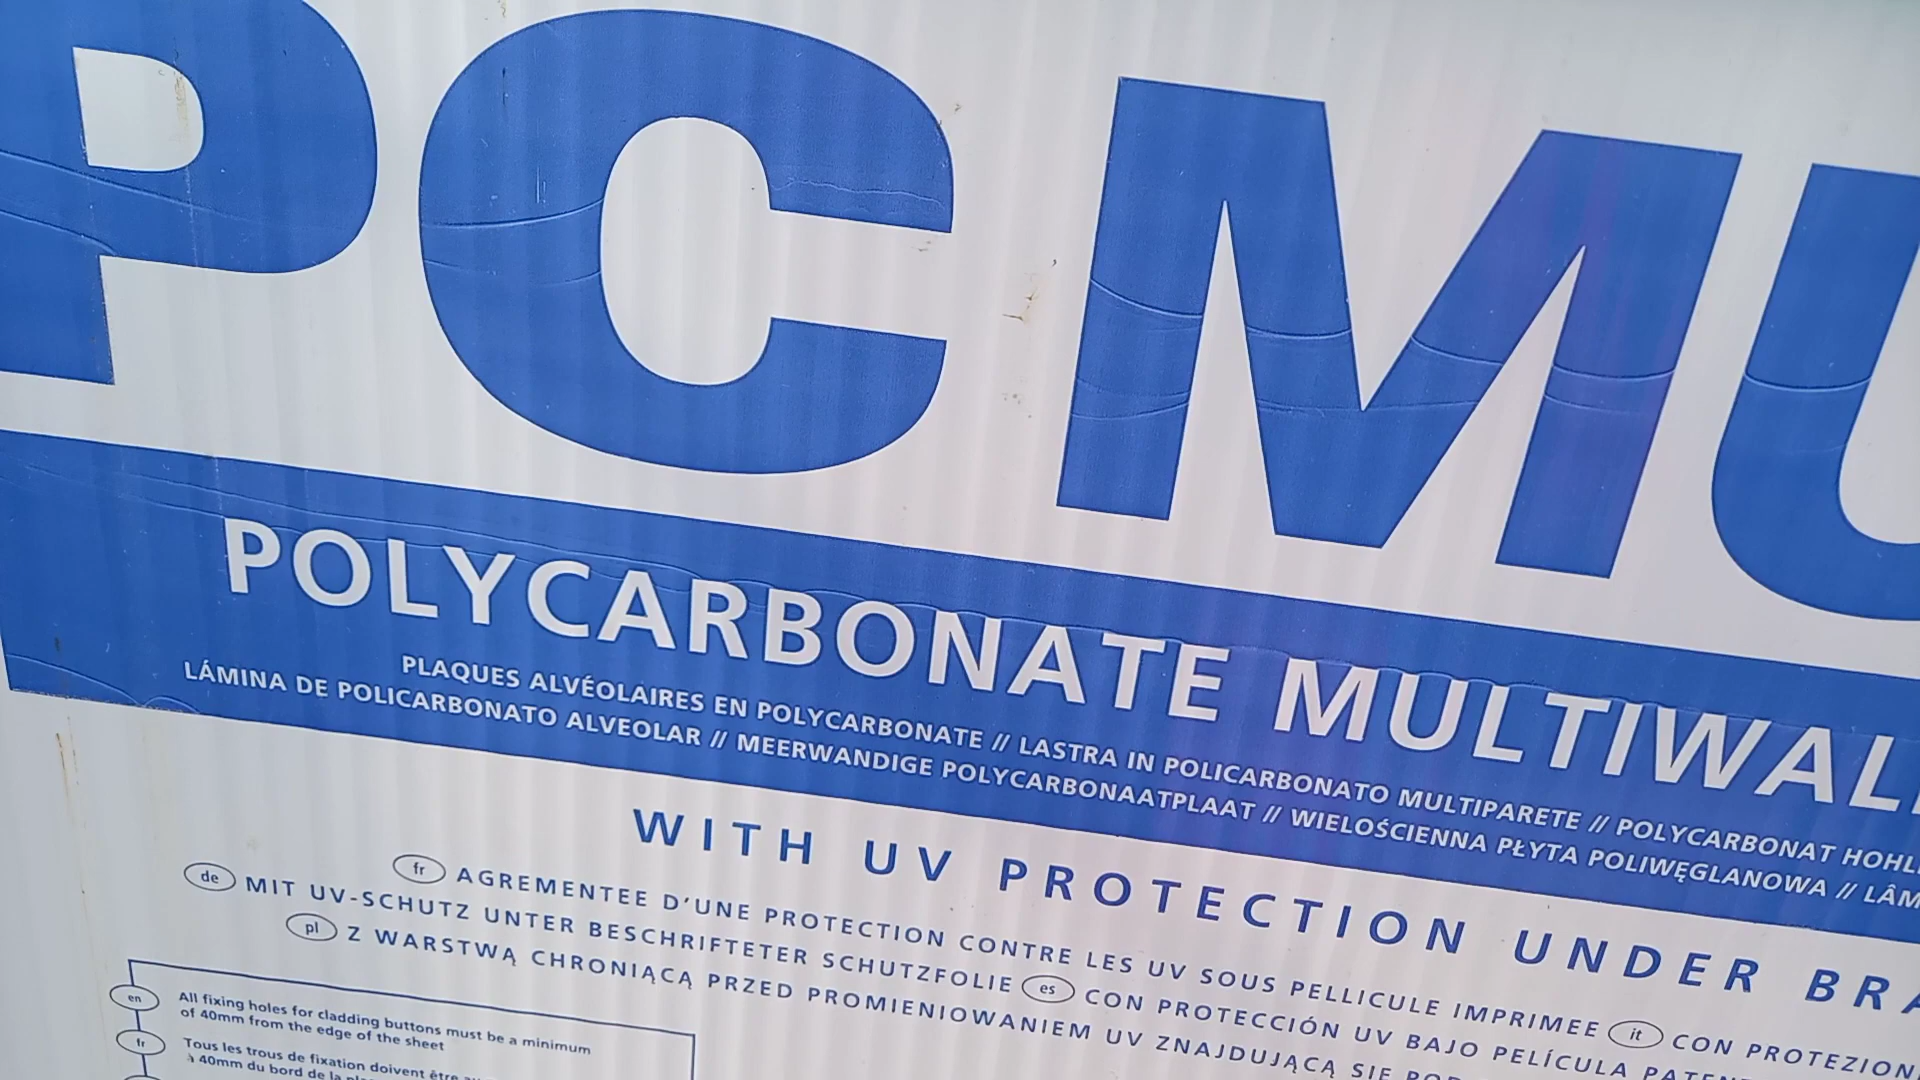 PC MU
POLYCARBONATE MULTIWAL
PLAQUES ALVÉOLAIRES EN POLYCARBONATE // LASTRA IN POLICARBONATO MULTIPARETE // POLYCARBONAT HOHL
LÁMINA DE POLICARBONATO ALVEOLAR // MEERWANDIGE POLYCARBONAATPLAAT // WIELOŚCIENNA PŁYTA POLIWĘGLANOWA // LÂM
WITH UV PROTECTION UNDER BRA
fr AGREMENTEE D'UNE PROTECTION CONTRE LES UV SOUS PELLICULE IMPRIMEE it CON PROTEZION
de MIT UV-SCHUTZ UNTER BESCHRIFTETER SCHUTZFOLIE es CON PROTECCIÓN UV BAJO PELÍCULA
pl Z WARSTWĄ CHRONIĄCĄ PRZED PROMIENIOWANIEM UV ZNAJDUJĄCĄ SIĘ
en All fixing holes for cladding buttons must be a minimum
of 40mm from the edge of the sheet
fr Tous les trous de fixation doivent être
à 40mm du bord de la